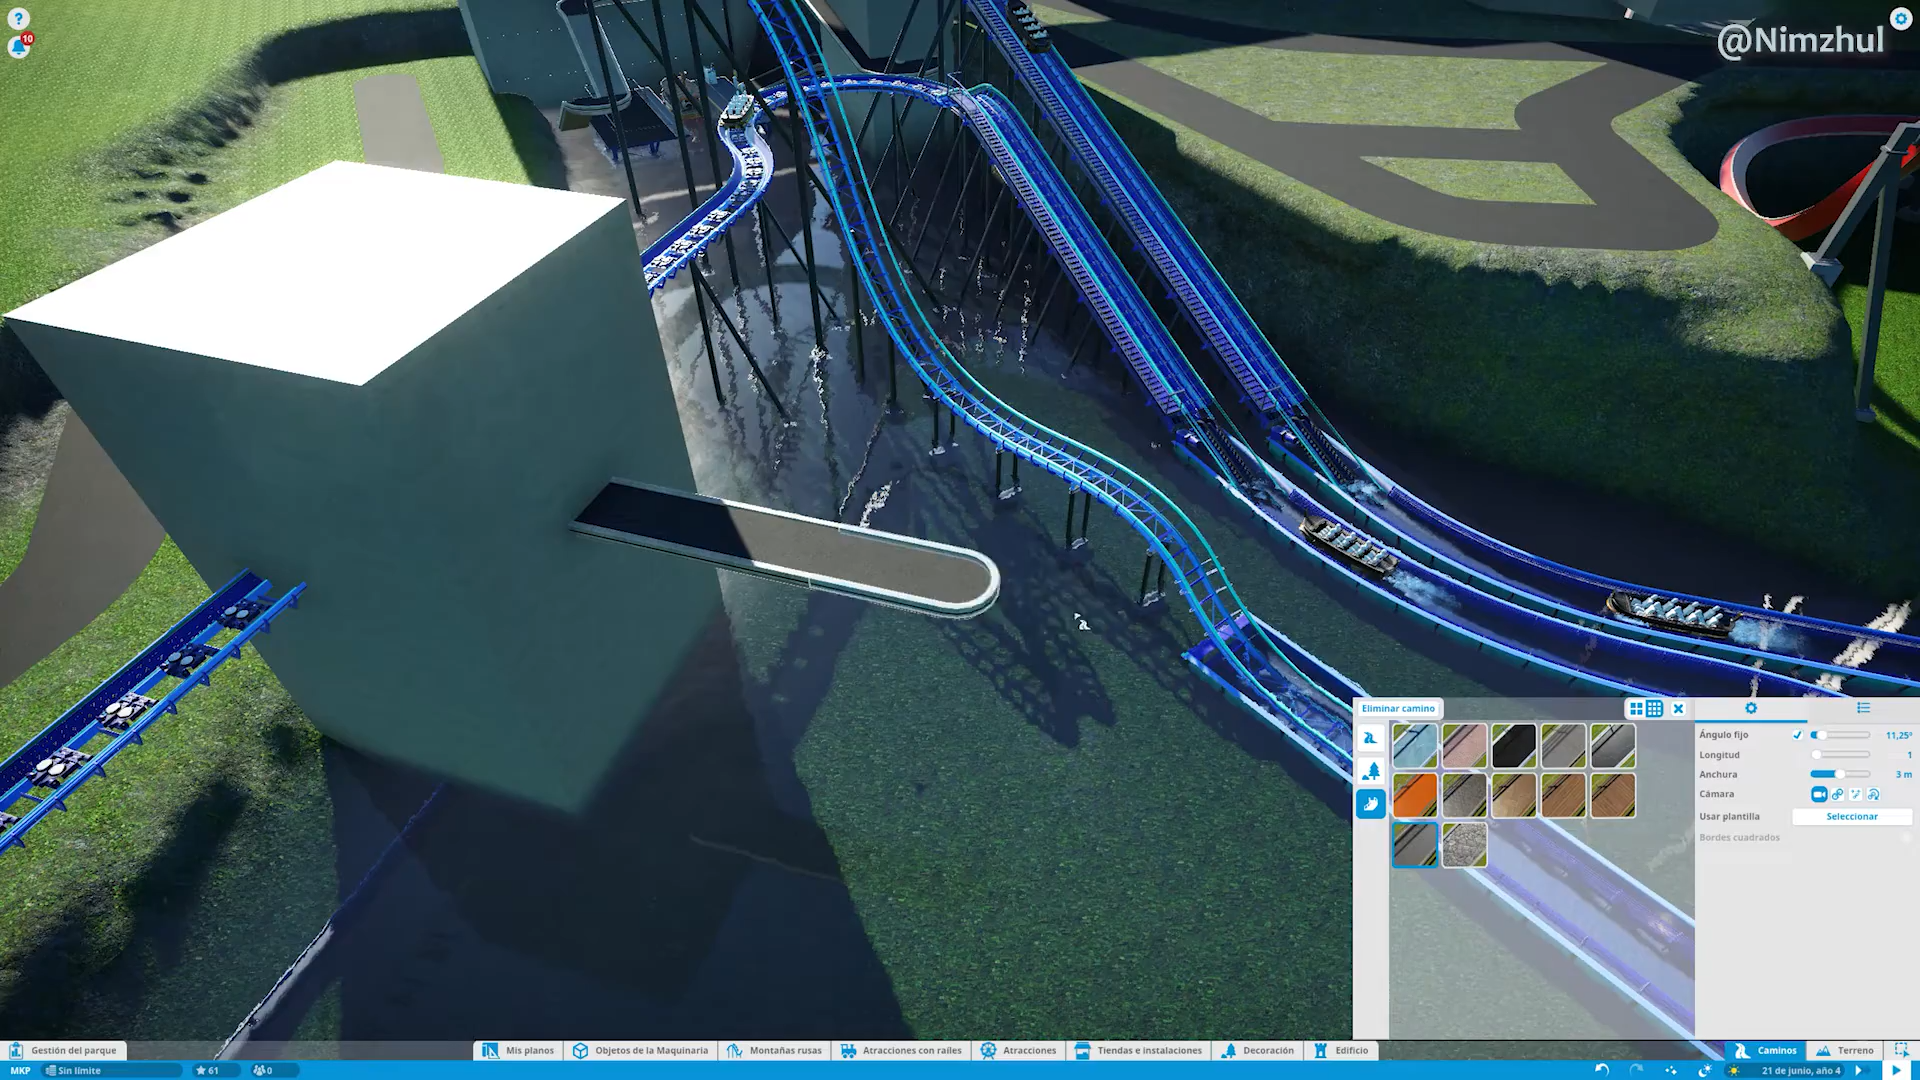 ?
10
@Nimzhul
Eliminar camino
Ángulo fijo 11,25°
Longitud 1
Anchura 3 m
Cámara
Usar plantilla Seleccionar
Bordes cuadrados
Gestión del parque
Mis planos
Objetos de la Maquinaria
Montañas rusas
Atracciones con raíles
Atracciones
Tiendas e instalaciones
Decoración
Edificio
Caminos
Terreno
MKP
Sin límite
61
0
21 de junio, año 4